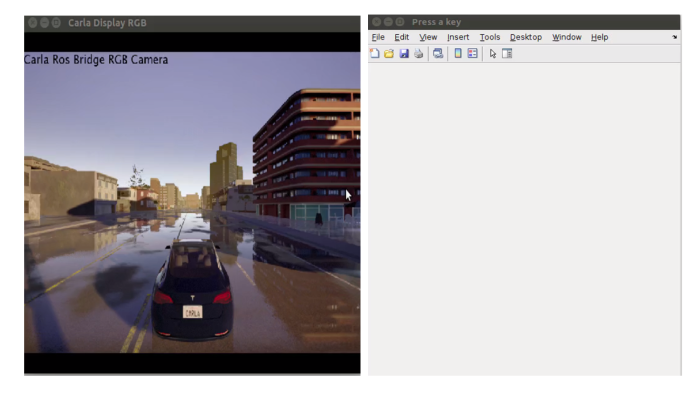 Carla Display RGB
Carla Ros Bridge RGB Camera
CARLA
Press a key
File Edit View Insert Tools Desktop Window Help